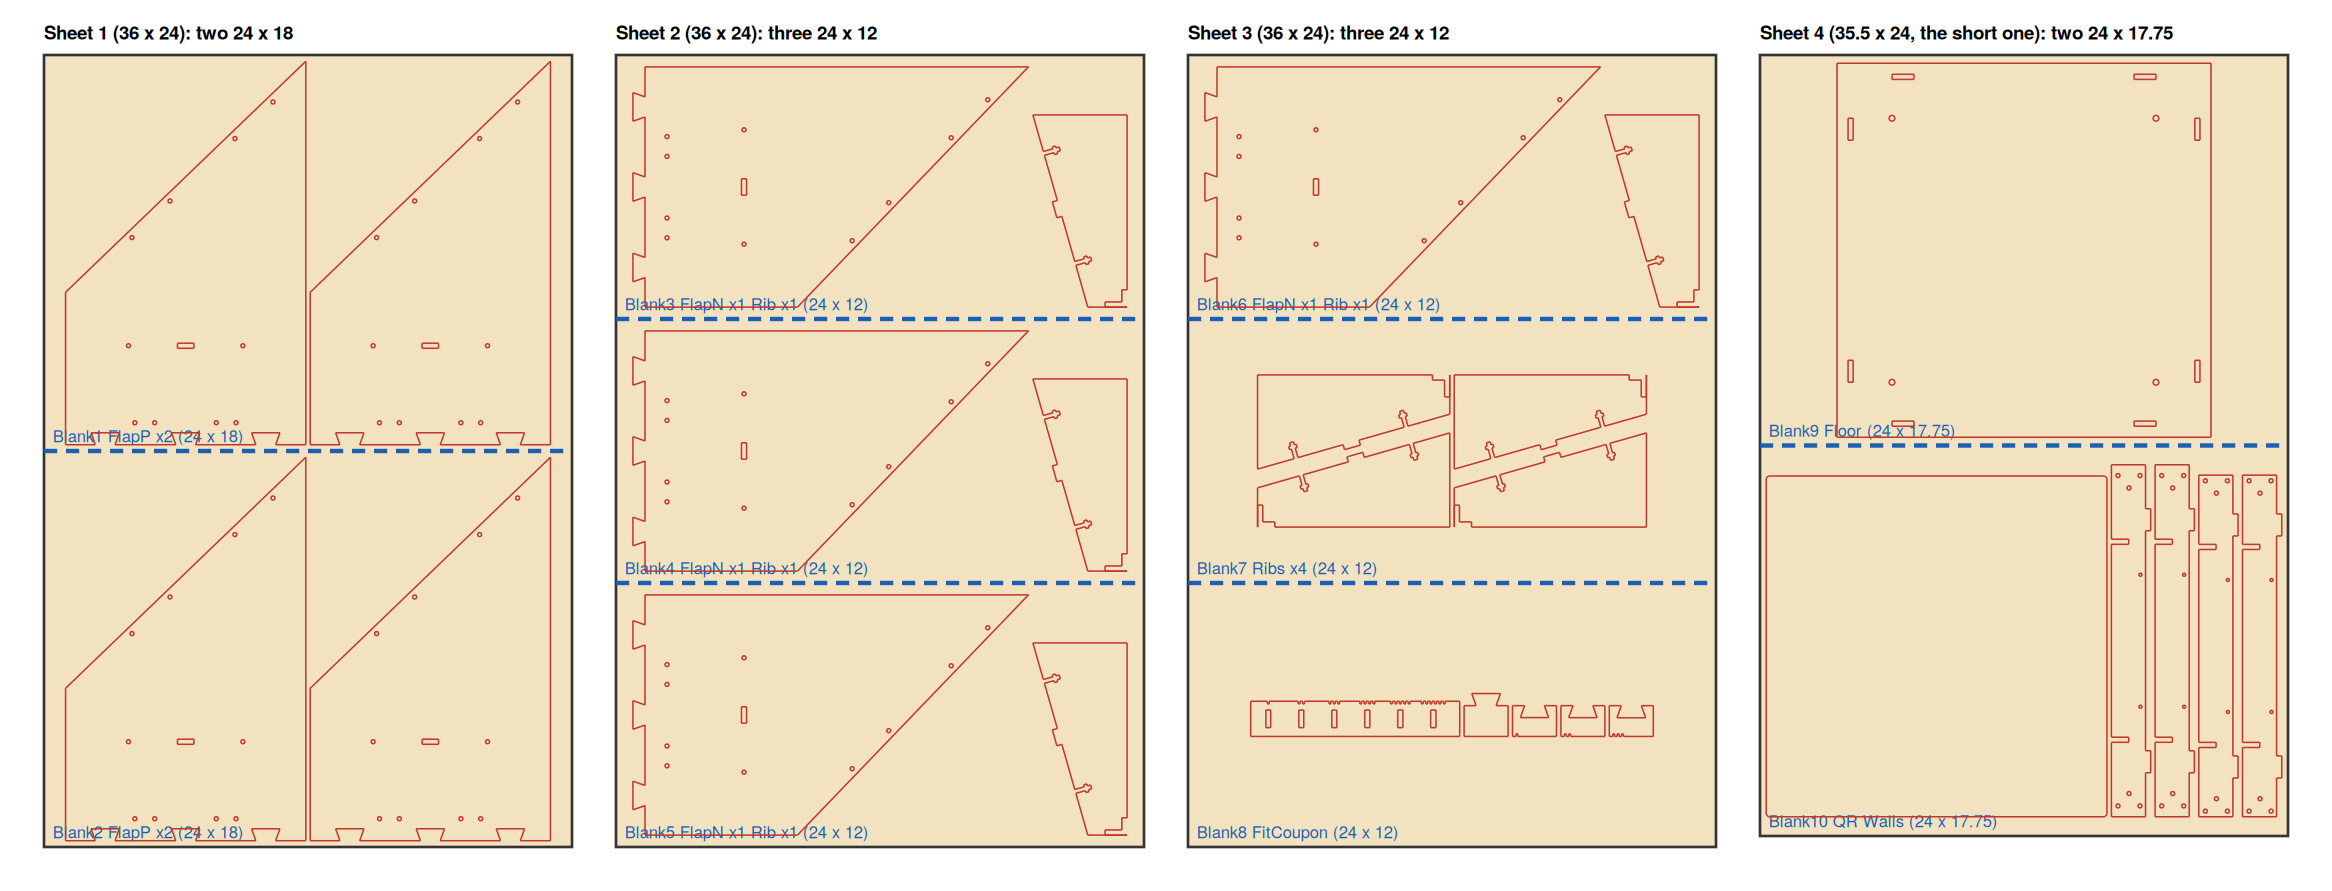 Sheet 1 (36 x 24): two 24 x 18
Blank1 FlapP x2 (24 x 18)
Blank2 FlapP x2 (24 x 18)
Sheet 2 (36 x 24): three 24 x 12
Blank3 FlapN x1 Rib x1 (24 x 12)
Blank4 FlapN x1 Rib x1 (24 x 12)
Blank5 FlapN x1 Rib x1 (24 x 12)
Sheet 3 (36 x 24): three 24 x 12
Blank6 FlapN x1 Rib x1 (24 x 12)
Blank7 Ribs x4 (24 x 12)
Blank8 FitCoupon (24 x 12)
Sheet 4 (35.5 x 24, the short one): two 24 x 17.75
Blank9 Floor (24 x 17.75)
Blank10 QR Walls (24 x 17.75)